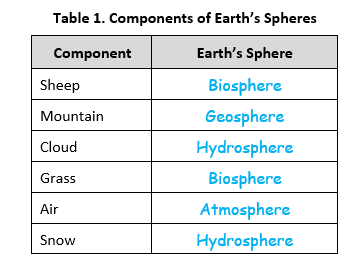 Table 1. Components of Earth’s Spheres
Component Earth’s Sphere
Sheep Biosphere
Mountain Geosphere
Cloud Hydrosphere
Grass Biosphere
Air Atmosphere
Snow Hydrosphere